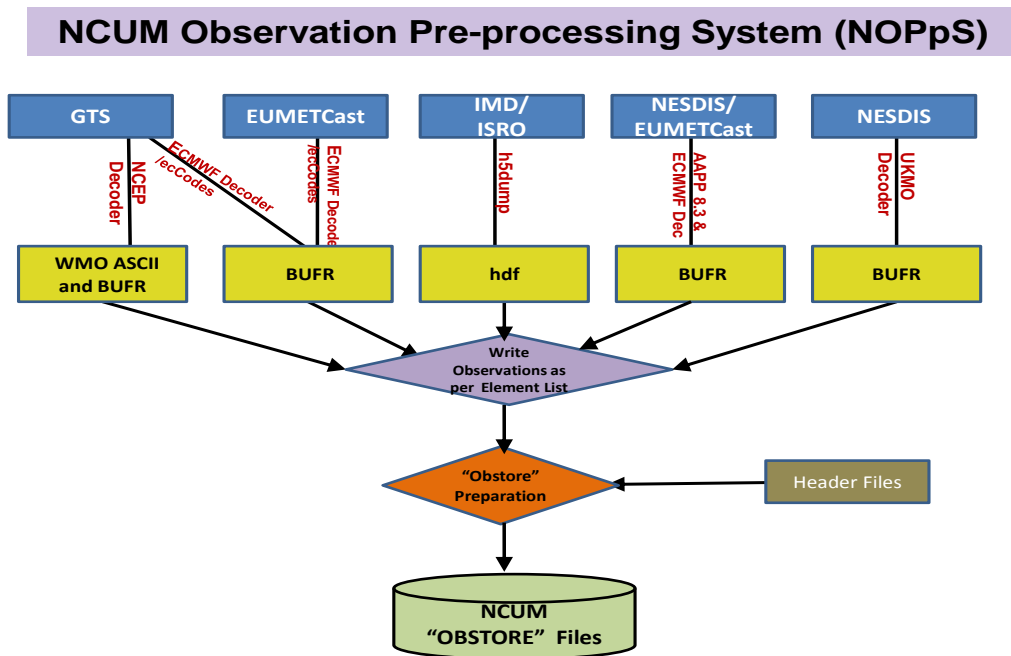 NCUM Observation Pre-processing System (NOPpS)
GTS
EUMETCast
IMD/
ISRO
NESDIS/
EUMETCast
NESDIS
NCEP
Decoder
ECMWF Decoder
/ecCodes
ECMWF Decode
/ecCodes
h5dump
AAPP 8.3 &
ECMWF Dec
UKMO
Decoder
WMO ASCII
and BUFR
BUFR
hdf
BUFR
BUFR
Write
Observations as
per Element List
“Obstore”
Preparation
Header Files
NCUM
“OBSTORE” Files